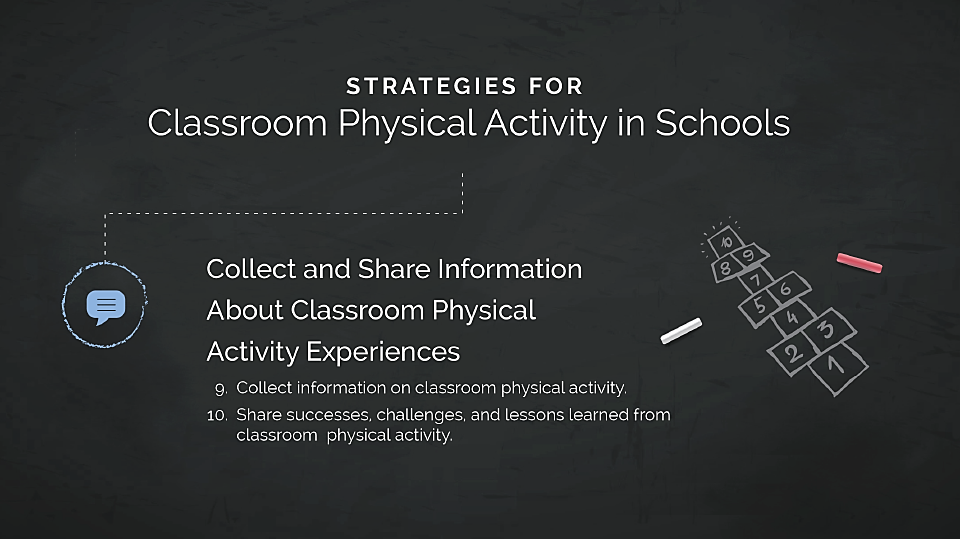 STRATEGIES FOR
Classroom Physical Activity in Schools
Collect and Share Information
About Classroom Physical
Activity Experiences
9. Collect information on classroom physical activity.
10. Share successes, challenges, and lessons learned from
classroom physical activity.
10
8 9
7
5 6
4
2 3
1